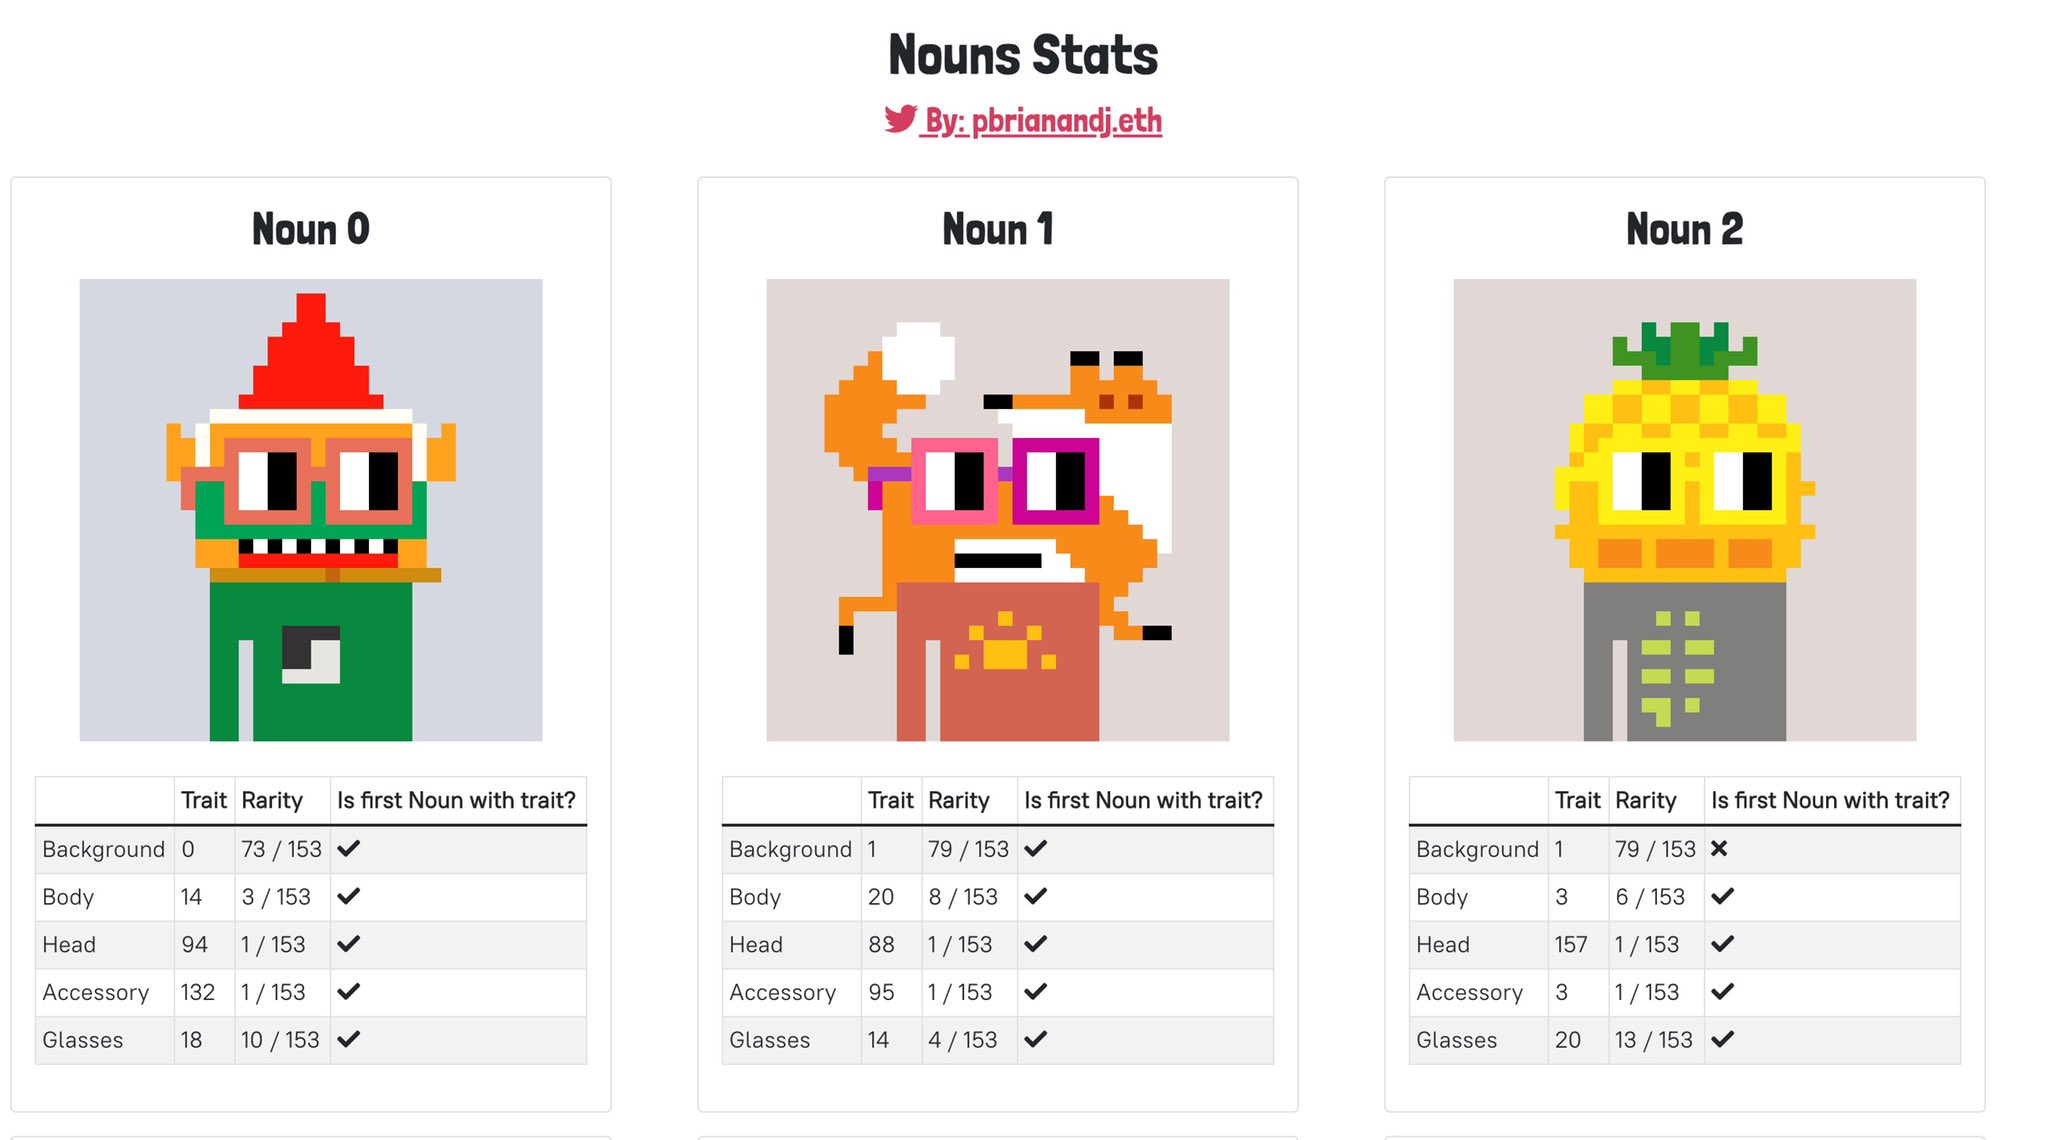 Nouns Stats
By: pbrianandj.eth
Noun 0
Trait Rarity Is first Noun with trait?
Background 0 73 / 153 ✔
Body 14 3 / 153 ✔
Head 94 1 / 153 ✔
Accessory 132 1 / 153 ✔
Glasses 18 10 / 153 ✔
Noun 1
Trait Rarity Is first Noun with trait?
Background 1 79 / 153 ✔
Body 20 8 / 153 ✔
Head 88 1 / 153 ✔
Accessory 95 1 / 153 ✔
Glasses 14 4 / 153 ✔
Noun 2
Trait Rarity Is first Noun with trait?
Background 1 79 / 153 ✖
Body 3 6 / 153 ✔
Head 157 1 / 153 ✔
Accessory 3 1 / 153 ✔
Glasses 20 13 / 153 ✔